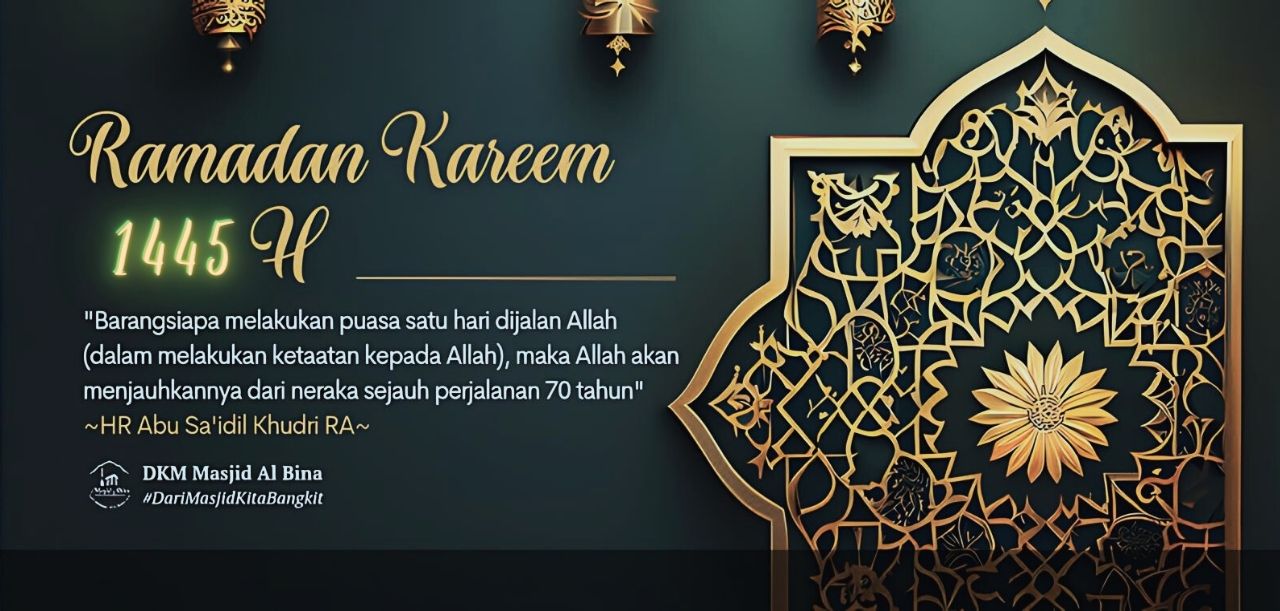 Ramadan Kareem
1445 H
"Barangsiapa melakukan puasa satu hari dijalan Allah
(dalam melakukan ketaatan kepada Allah), maka Allah akan
menjauhkannya dari neraka sejauh perjalanan 70 tahun"
~HR Abu Sa'idil Khudri RA~
DKM Masjid Al Bina
#DariMasjidKitaBangkit